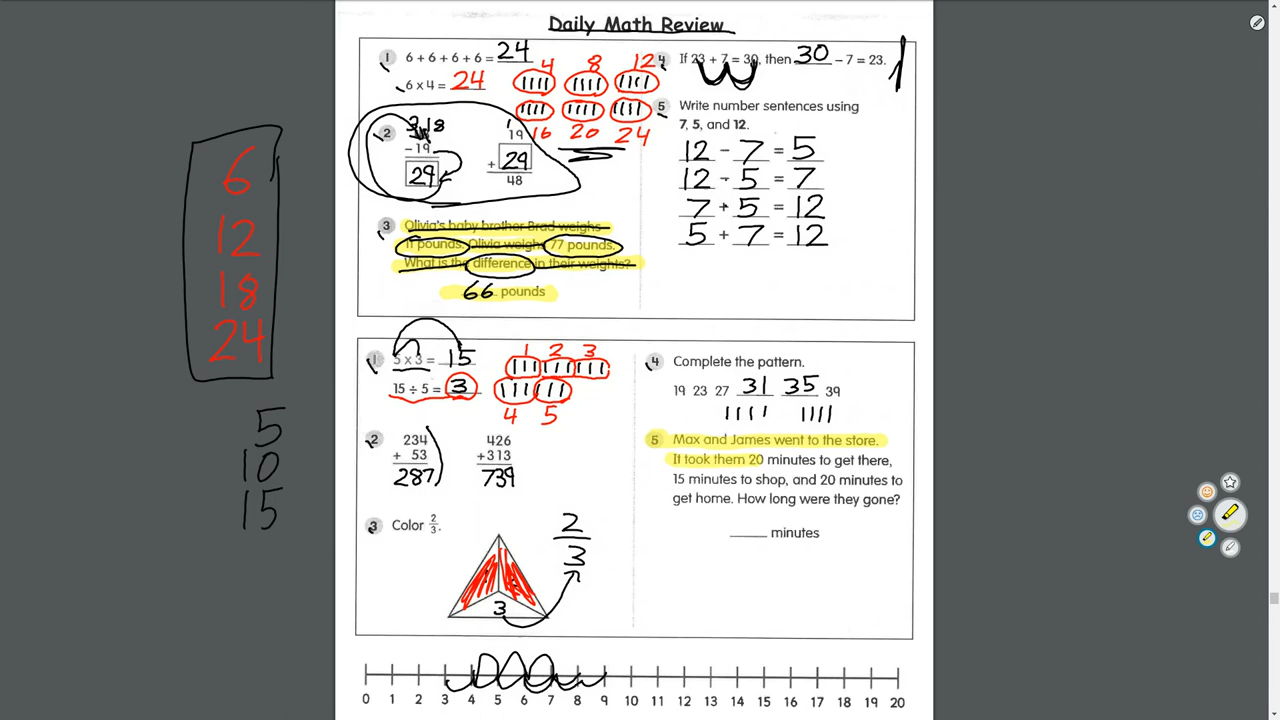 Daily Math Review
1 6 + 6 + 6 + 6 = 24
6 x 4 = 24
4 8 12
16 20 24
2 3 18
- 19
29
1
19
+ 29
48
3 Olivia's baby brother Brad weighs
11 pounds. Olivia weighs 77 pounds.
What is the difference in their weights?
66 pounds
4 If 23 + 7 = 30, then 30 - 7 = 23.
5 Write number sentences using
7, 5, and 12.
12 - 7 = 5
12 - 5 = 7
7 + 5 = 12
5 + 7 = 12
6
12
18
24
5
10
15
1 5 x 3 = 15
15 ÷ 5 = 3
1 2 3
4 5
2 234
+ 53
287
426
+313
739
3 Color 2/3.
2
3
3
4 Complete the pattern.
19 23 27 31 35 39
5 Max and James went to the store.
It took them 20 minutes to get there,
15 minutes to shop, and 20 minutes to
get home. How long were they gone?
____ minutes
0 1 2 3 4 5 6 7 8 9 10 11 12 13 14 15 16 17 18 19 20